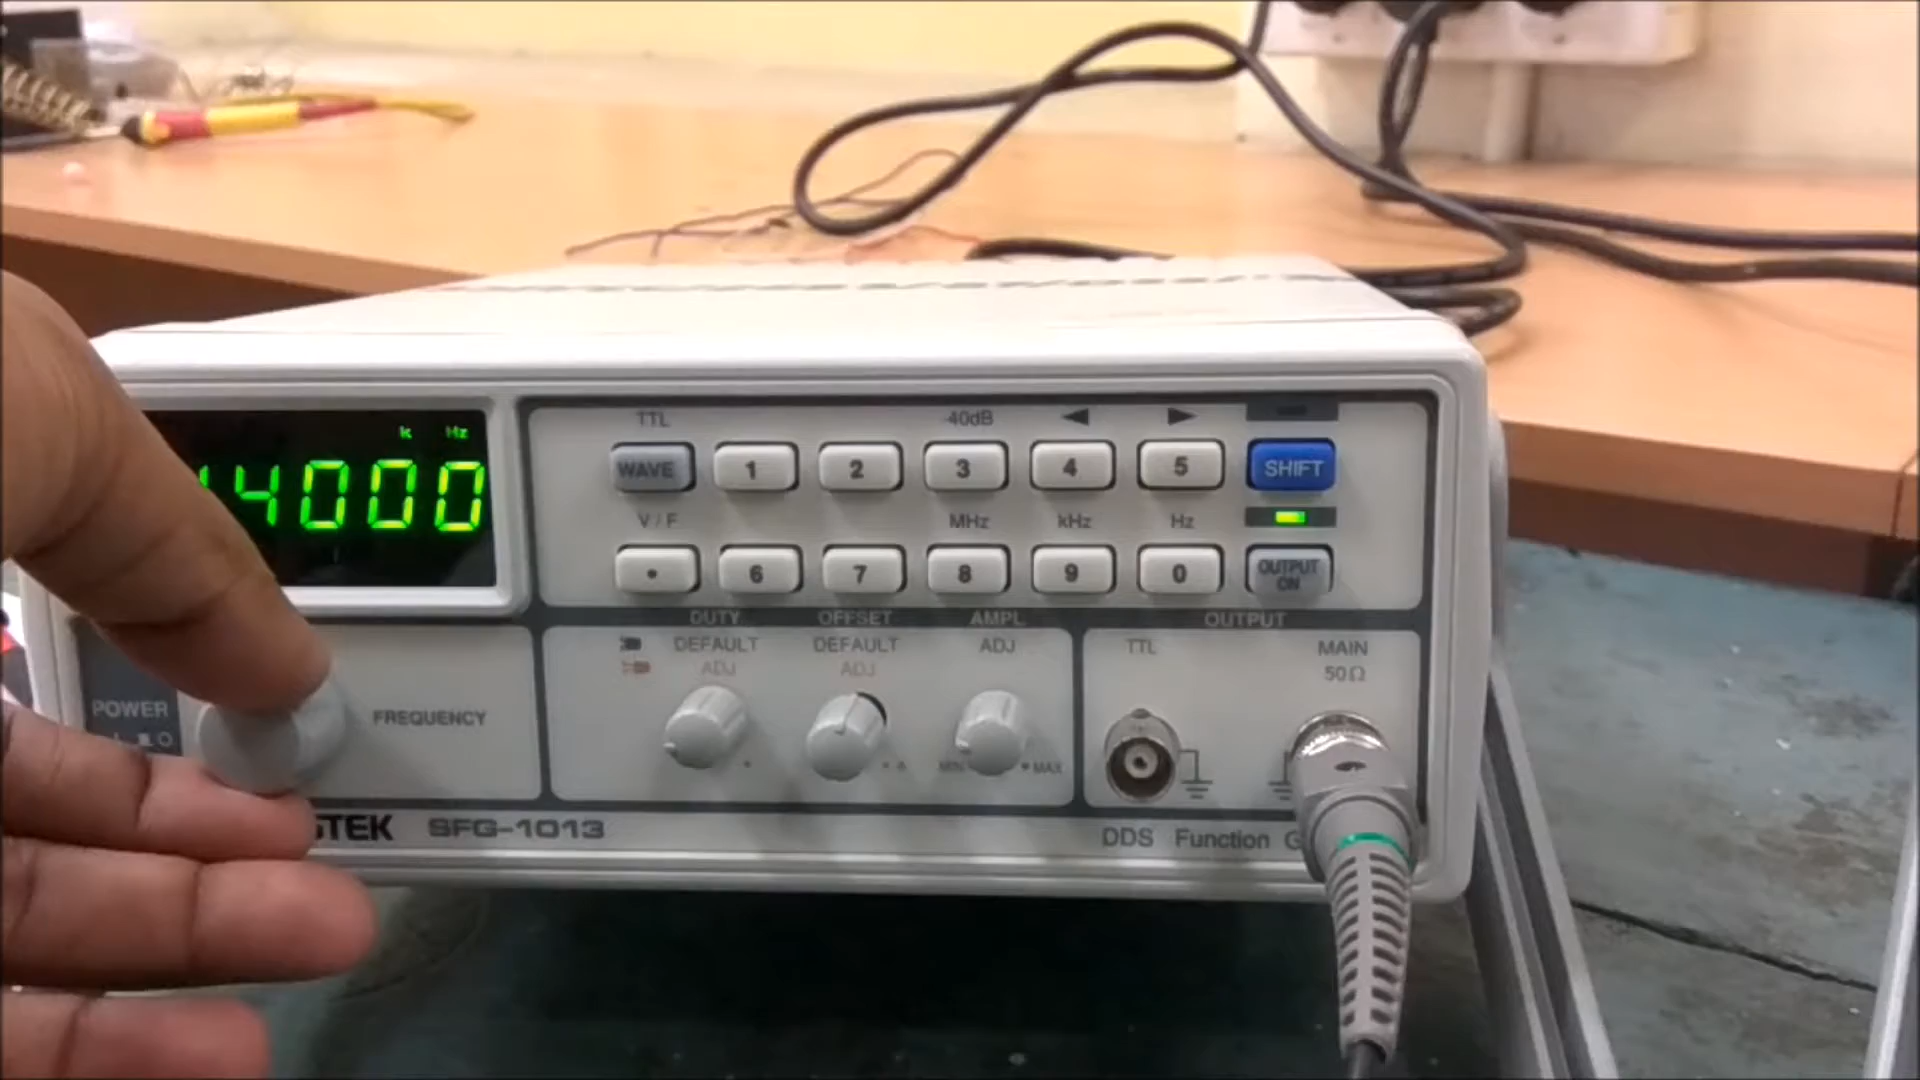 k Hz
4000
TTL -40dB ◄ ►
WAVE 1 2 3 4 5 SHIFT
V / F MHz kHz Hz
• 6 7 8 9 0 OUTPUT ON
DUTY OFFSET AMPL OUTPUT
DEFAULT DEFAULT ADJ TTL MAIN
ADJ ADJ 50Ω
POWER FREQUENCY
MIN MAX
STEK SFG-1013 DDS Function G